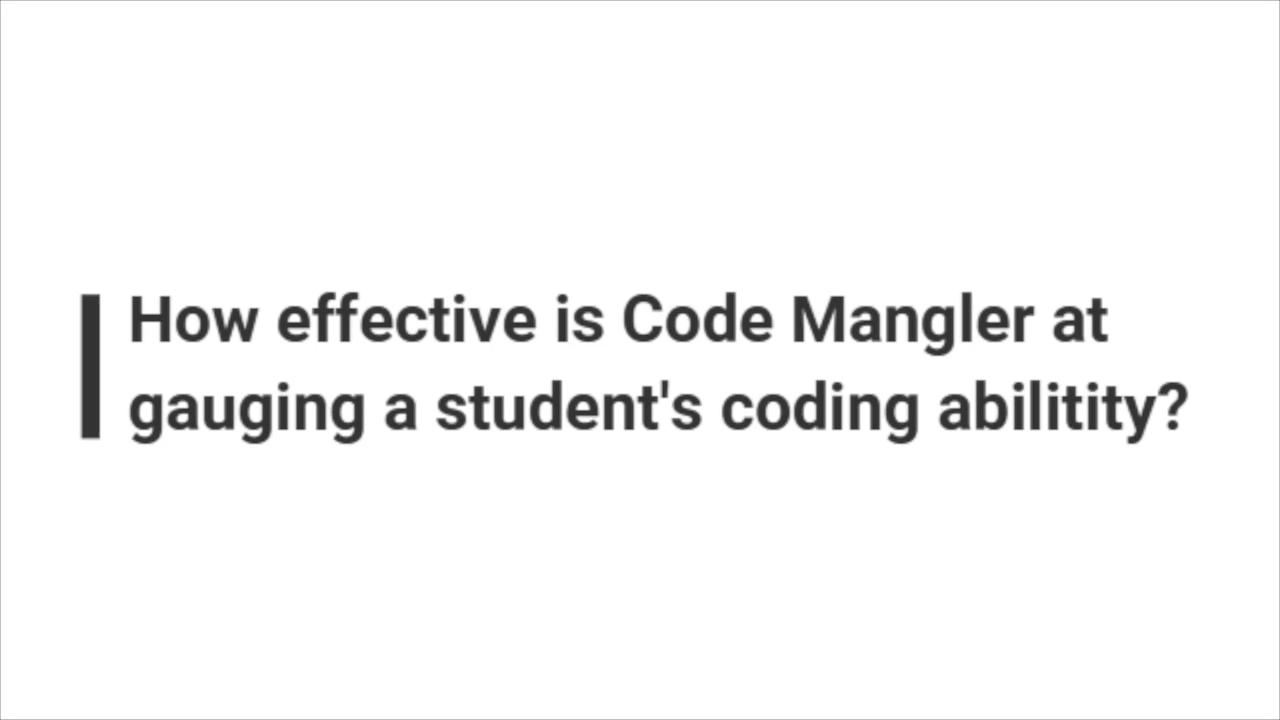 How effective is Code Mangler at
gauging a student's coding abilitity?